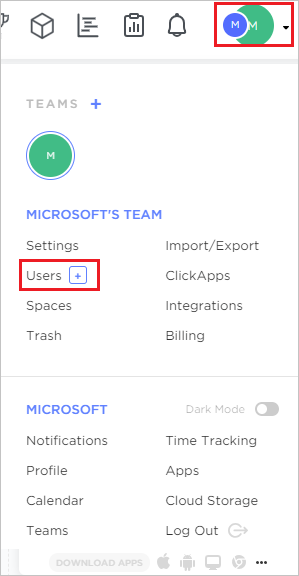 M M
TEAMS +
M
MICROSOFT'S TEAM
Settings Import/Export
Users + ClickApps
Spaces Integrations
Trash Billing
MICROSOFT Dark Mode
Notifications Time Tracking
Profile Apps
Calendar Cloud Storage
Teams Log Out
DOWNLOAD APPS